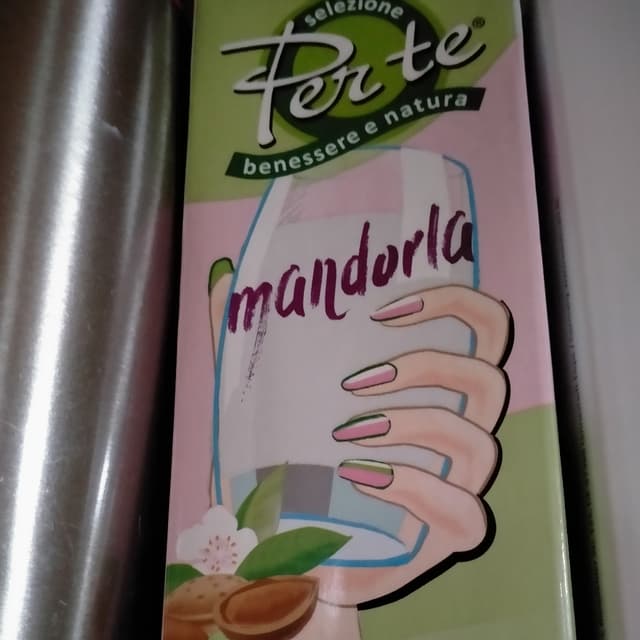 selezione
Per te®
benessere e natura
mandorla